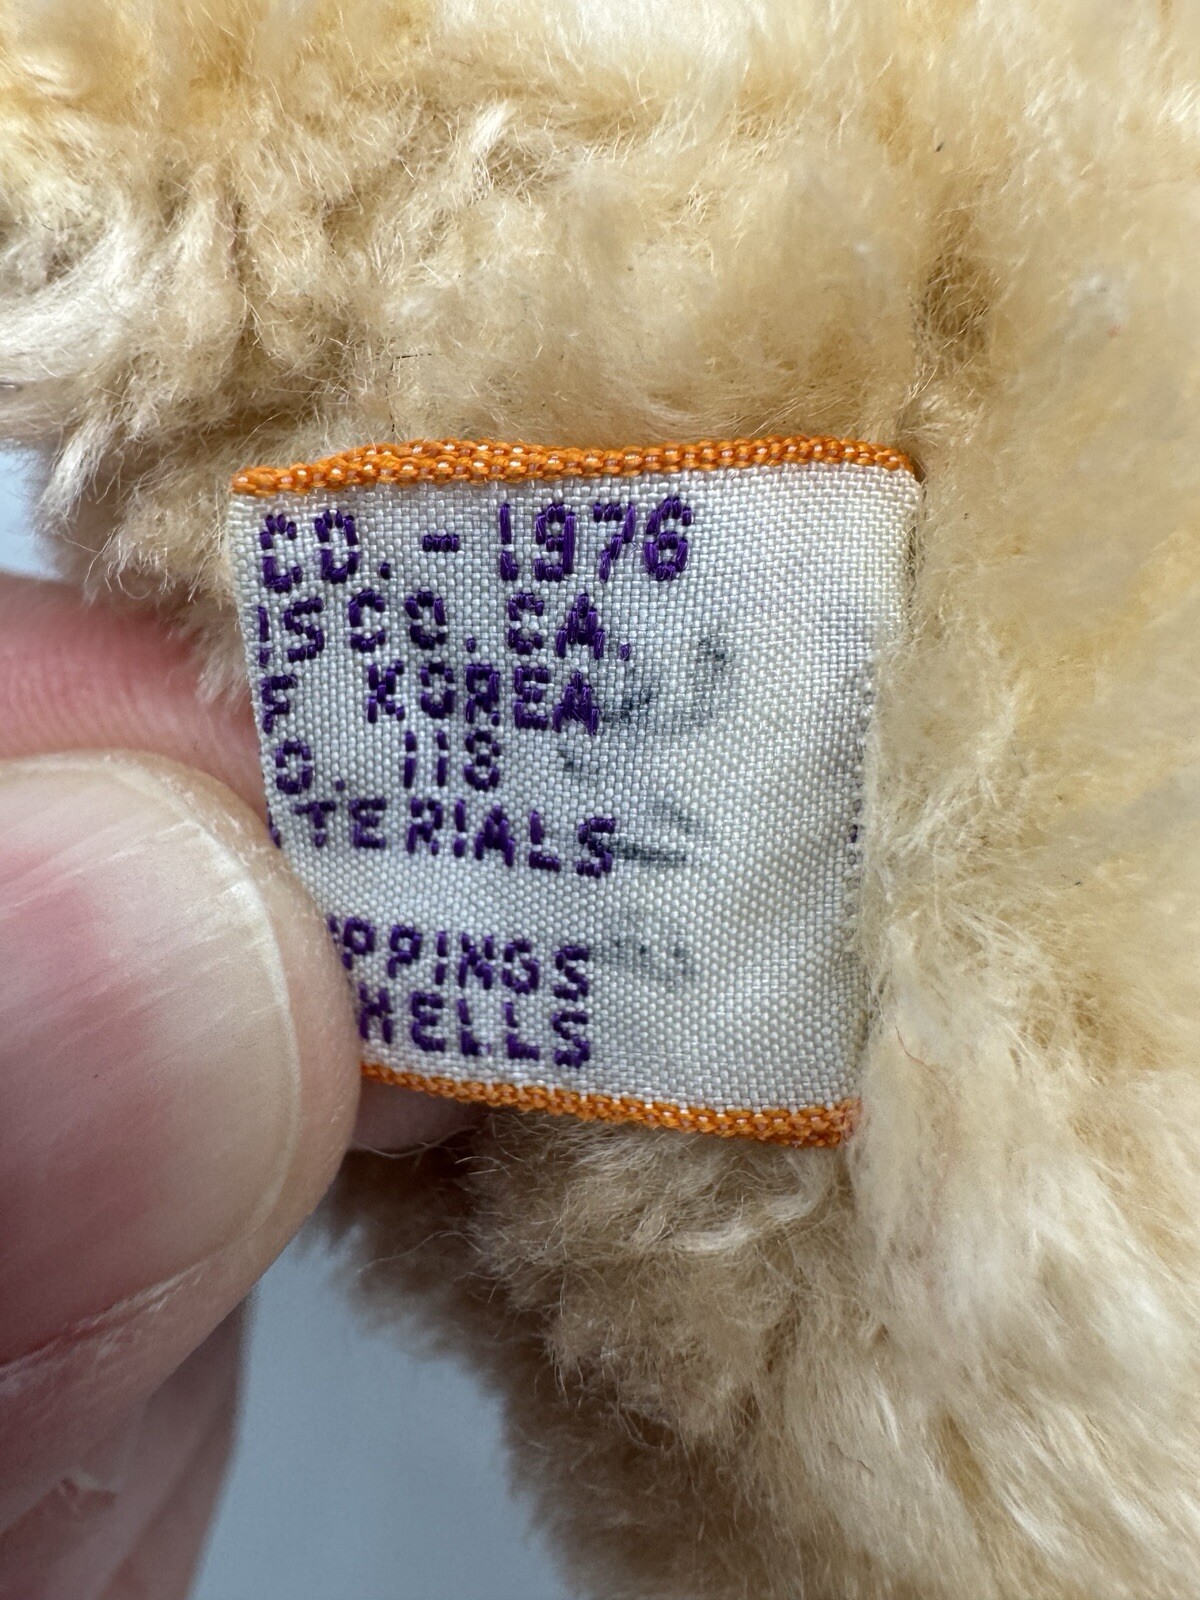 CO. - 1976
ISCO. CA.
F KOREA
O. 118
TERIALS
PPINGS
HELLS